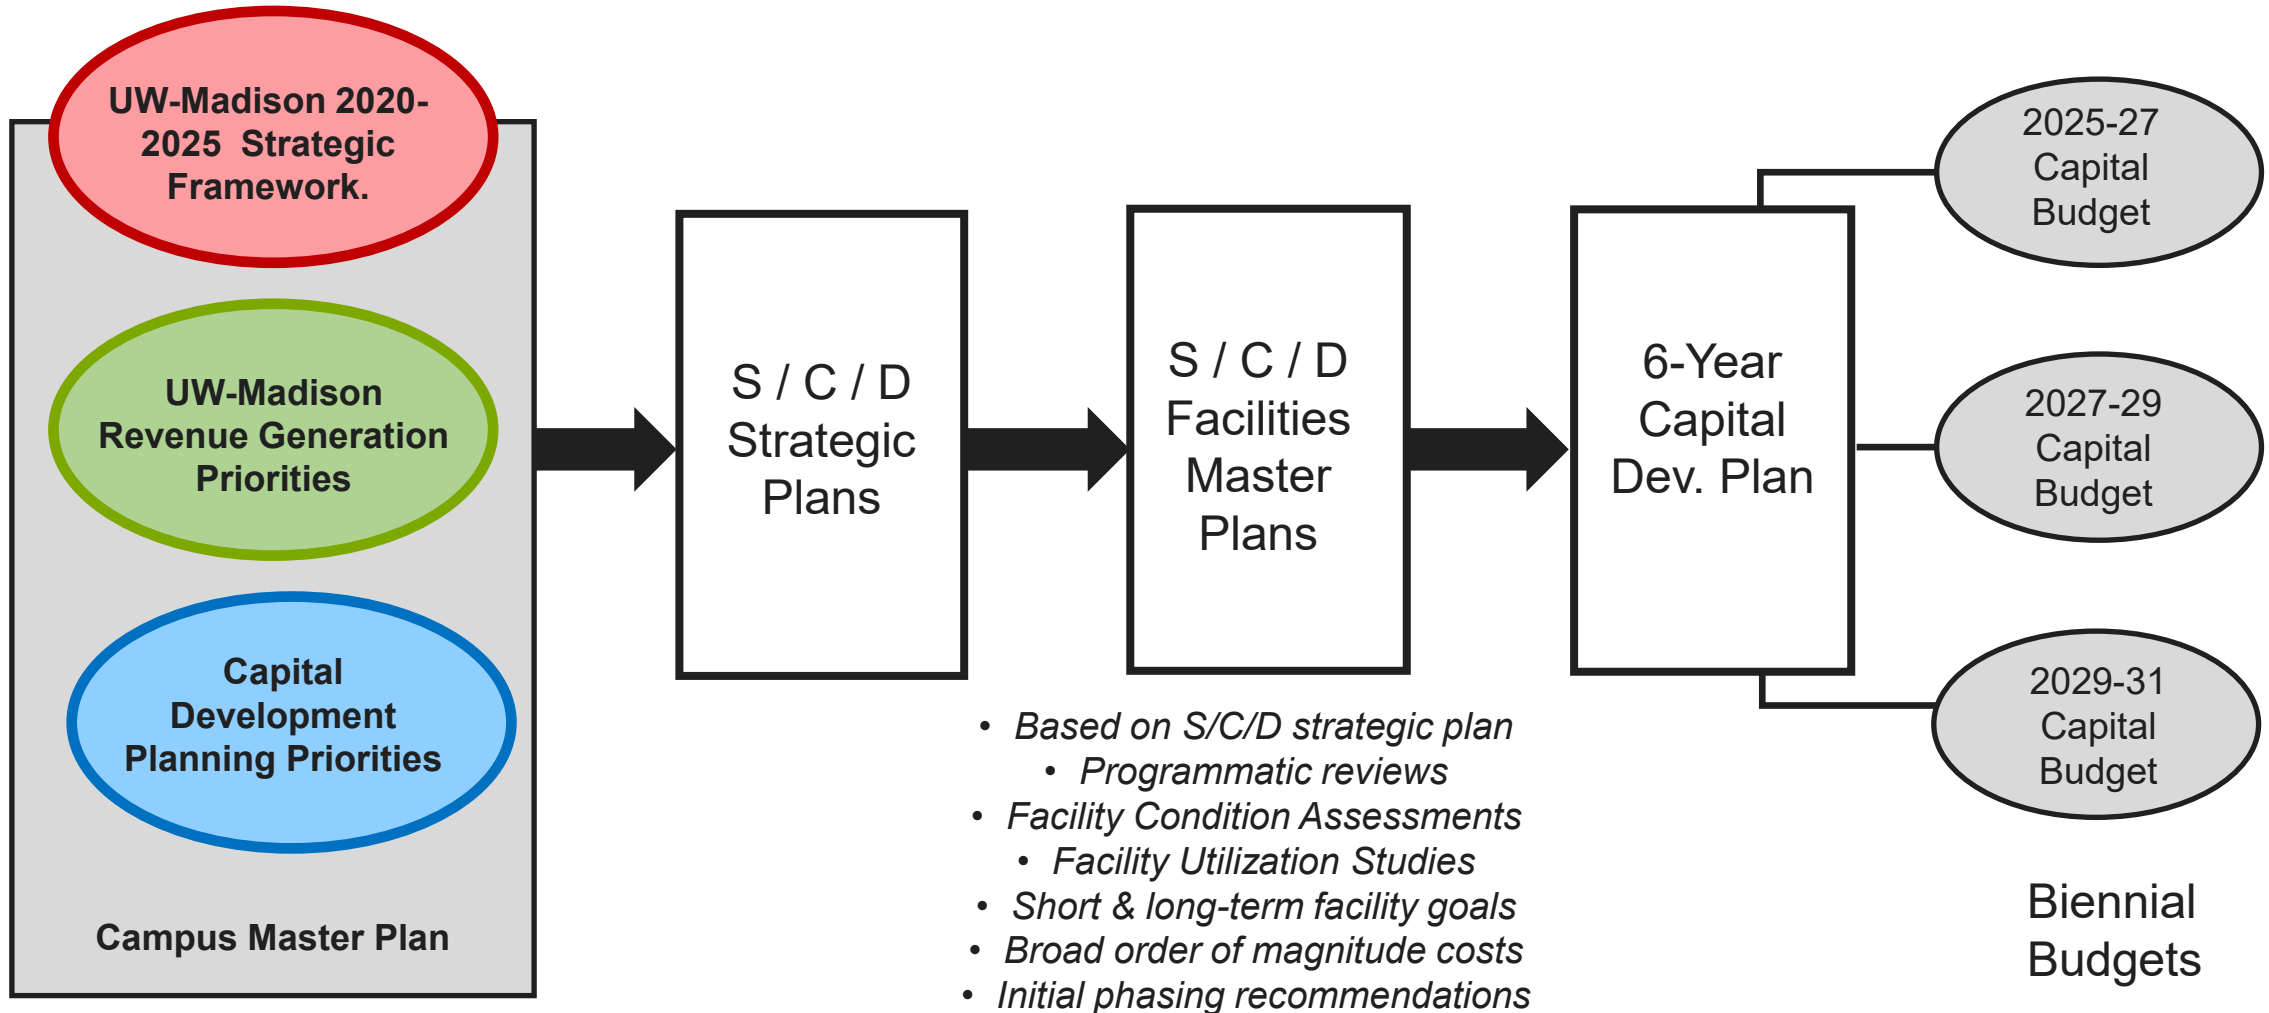 UW-Madison 2020-
2025 Strategic
Framework.
UW-Madison
Revenue Generation
Priorities
Capital
Development
Planning Priorities
Campus Master Plan
S / C / D
Strategic
Plans
S / C / D
Facilities
Master
Plans
• Based on S/C/D strategic plan
• Programmatic reviews
• Facility Condition Assessments
• Facility Utilization Studies
• Short & long-term facility goals
• Broad order of magnitude costs
• Initial phasing recommendations
6-Year
Capital
Dev. Plan
2025-27
Capital
Budget
2027-29
Capital
Budget
2029-31
Capital
Budget
Biennial
Budgets